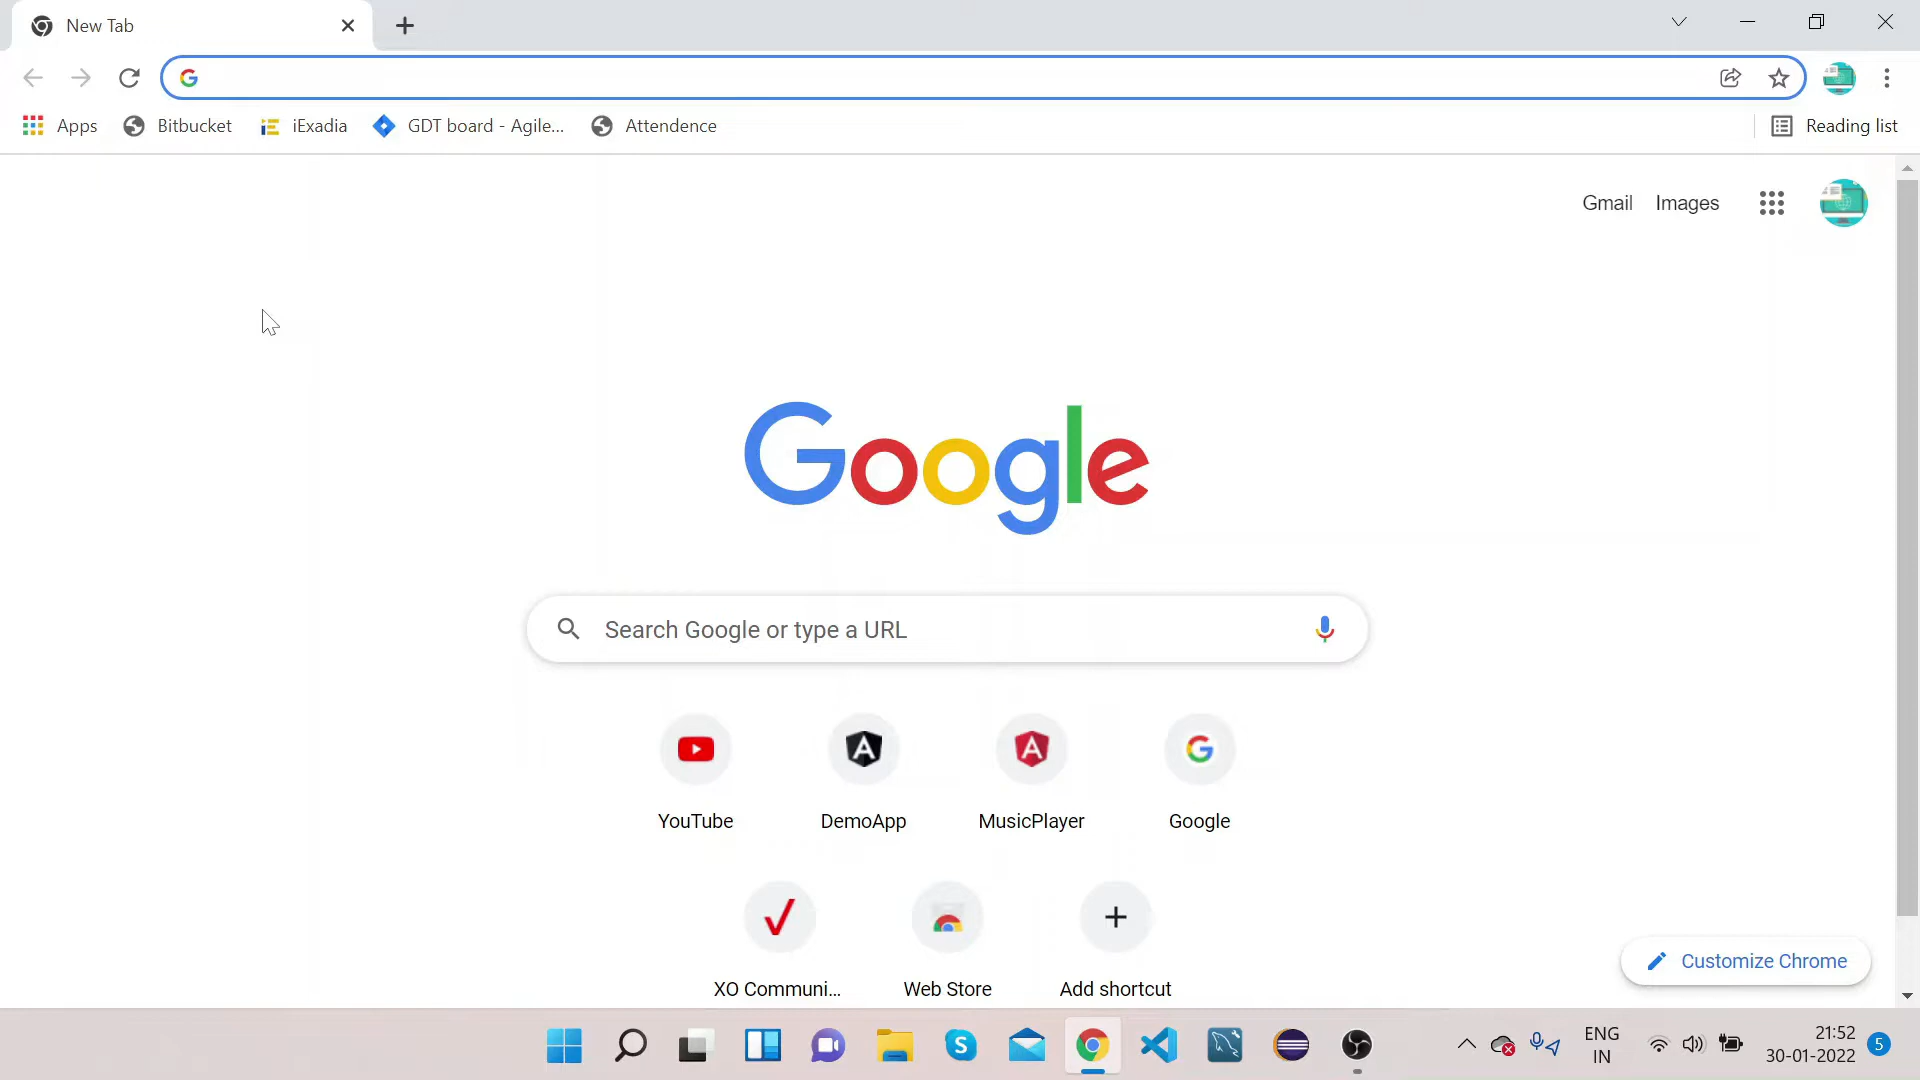 New Tab
Apps
Bitbucket
iExadia
GDT board - Agile...
Attendence
Reading list
Gmail
Images
Google
Search Google or type a URL
YouTube
DemoApp
MusicPlayer
Google
XO Communi...
Web Store
Add shortcut
Customize Chrome
ENG
IN
21:52
30-01-2022
5